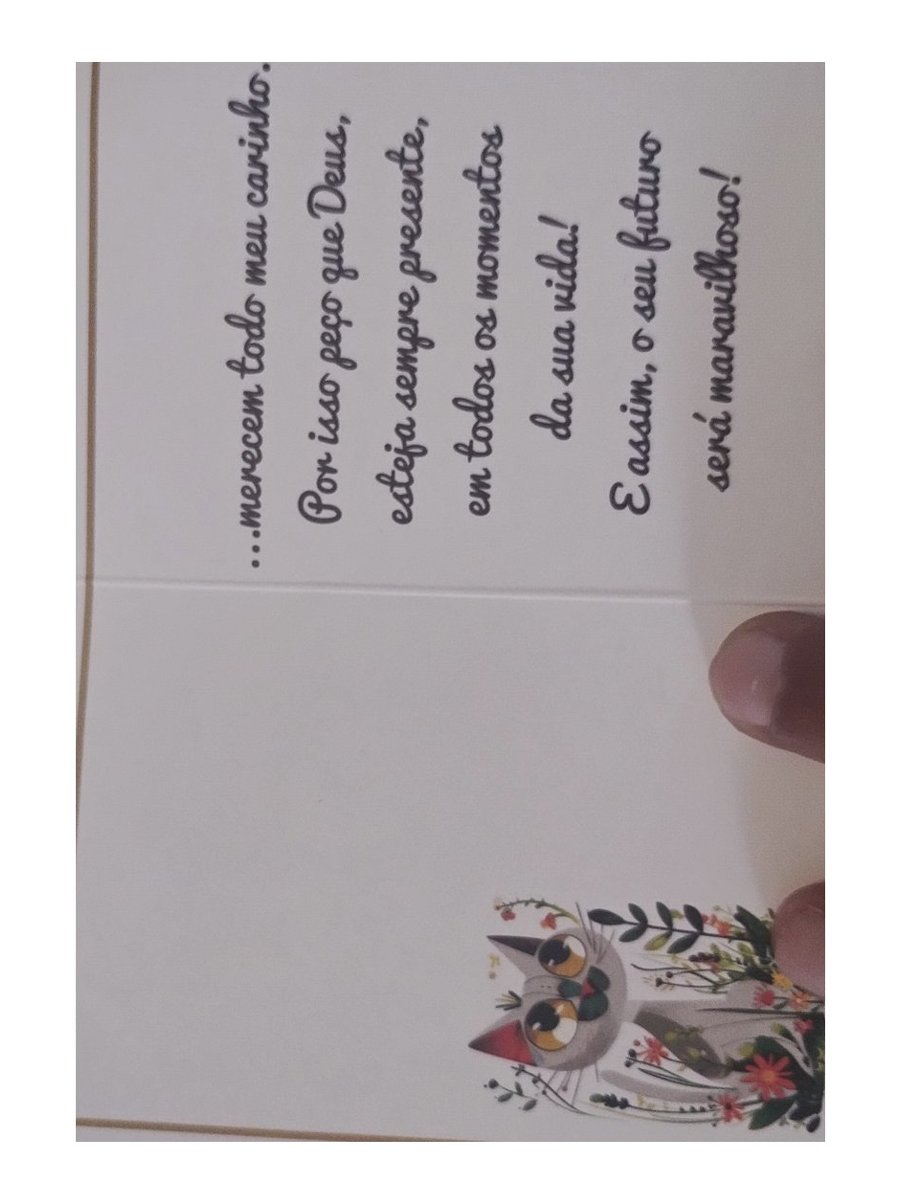 ...merecem todo meu carinho.
Por isso peço que Deus,
esteja sempre presente,
em todos os momentos
da sua vida!
E assim, o seu futuro
será maravilhoso!